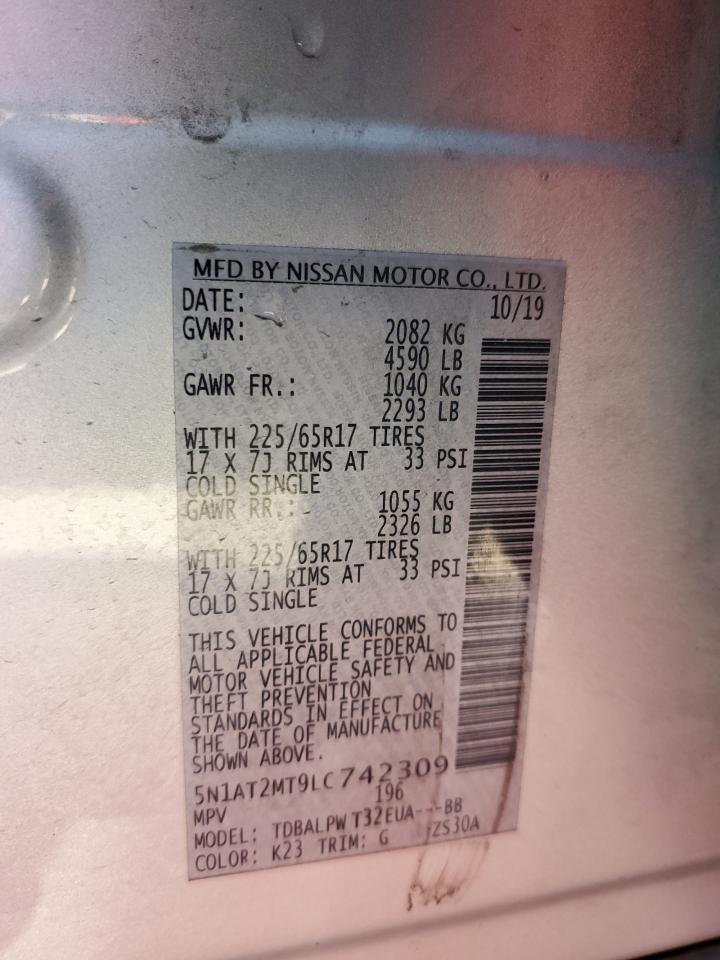 MFD BY NISSAN MOTOR CO., LTD.
DATE: 10/19
GVWR: 2082 KG
4590 LB
GAWR FR.: 1040 KG
2293 LB
WITH 225/65R17 TIRES
17 X 7J RIMS AT 33 PSI
COLD SINGLE
GAWR RR.: 1055 KG
2326 LB
WITH 225/65R17 TIRES
17 X 7J RIMS AT 33 PSI
COLD SINGLE
THIS VEHICLE CONFORMS TO
ALL APPLICABLE FEDERAL
MOTOR VEHICLE SAFETY AND
THEFT PREVENTION
STANDARDS IN EFFECT ON
THE DATE OF MANUFACTURE
SHOWN ABOVE.
5N1AT2MT9LC742309
MPV 196
MODEL: TDBALPW T32EUA---BB
COLOR: K23 TRIM: G ZS30A